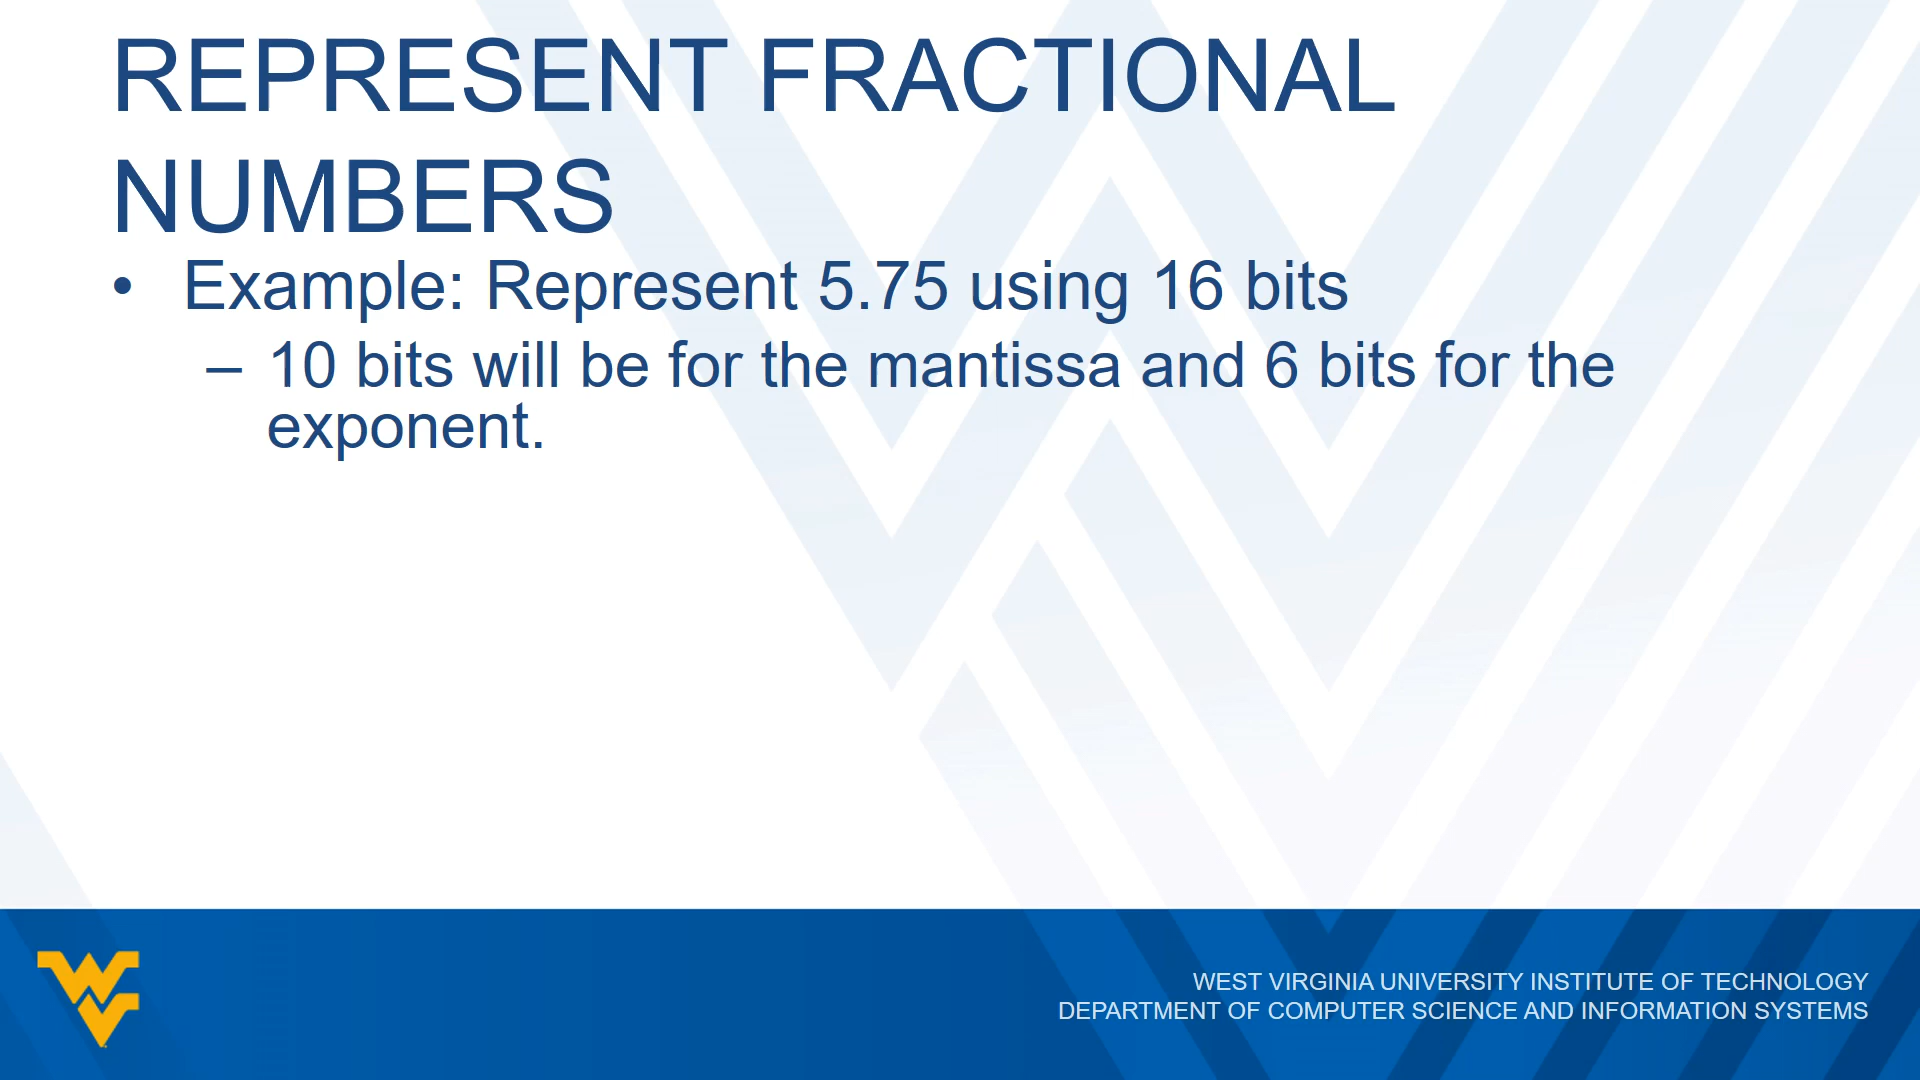 REPRESENT FRACTIONAL
NUMBERS
• Example: Represent 5.75 using 16 bits
– 10 bits will be for the mantissa and 6 bits for the
exponent.
WEST VIRGINIA UNIVERSITY INSTITUTE OF TECHNOLOGY
DEPARTMENT OF COMPUTER SCIENCE AND INFORMATION SYSTEMS